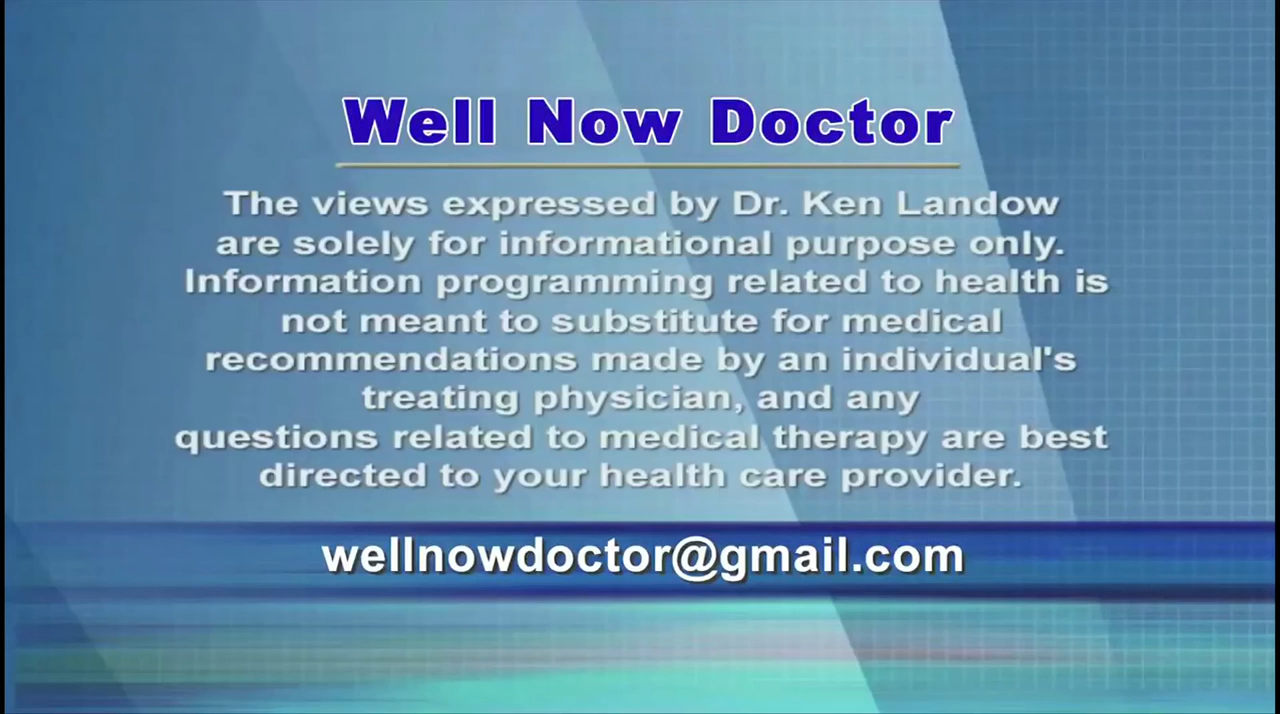 Well Now Doctor
The views expressed by Dr. Ken Landow
are solely for informational purpose only.
Information programming related to health is
not meant to substitute for medical
recommendations made by an individual's
treating physician, and any
questions related to medical therapy are best
directed to your health care provider.
wellnowdoctor@gmail.com